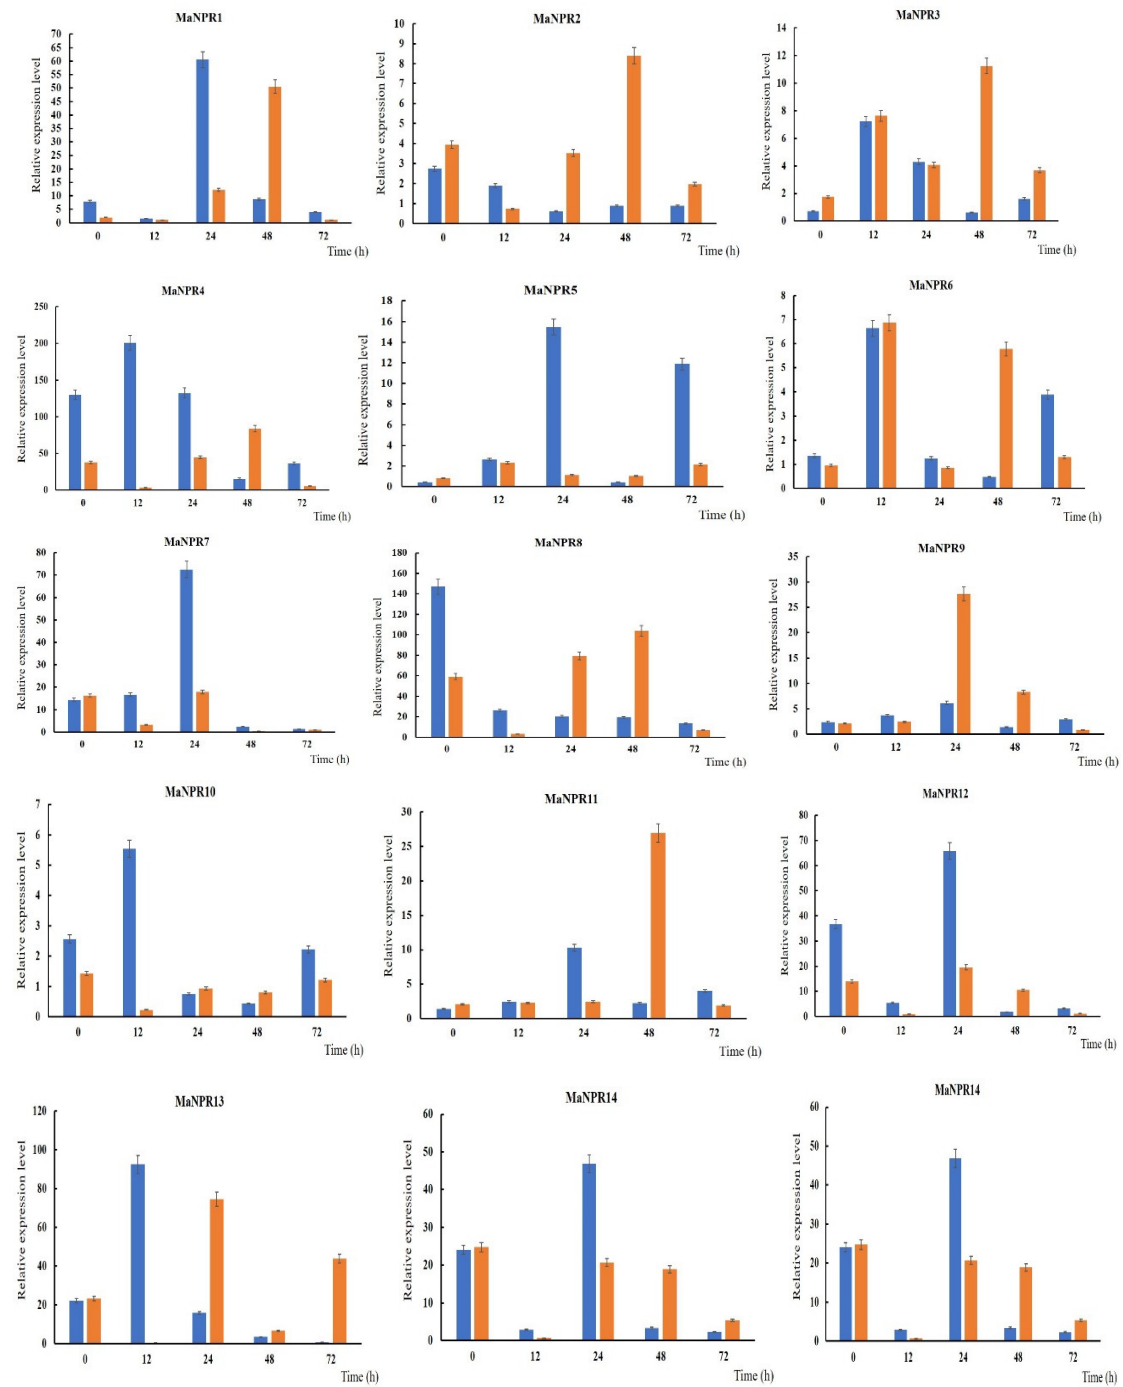 MaNPR1
Relative expression level
70
65
60
55
50
45
40
35
30
25
20
15
10
5
0
0 12 24 48 72
Time (h)
MaNPR2
Relative expression level
10
9
8
7
6
5
4
3
2
1
0
0 12 24 48 72
Time (h)
MaNPR3
Relative expression level
14
12
10
8
6
4
2
0
0 12 24 48 72
Time (h)
MaNPR4
Relative expression level
250
200
150
100
50
0
0 12 24 48 72
Time (h)
MaNPR5
Relative expression level
18
16
14
12
10
8
6
4
2
0
0 12 24 48 72
Time (h)
MaNPR6
Relative expression level
8
7
6
5
4
3
2
1
0
0 12 24 48 72
Time (h)
MaNPR7
Relative expression level
80
70
60
50
40
30
20
10
0
0 12 24 48 72
Time (h)
MaNPR8
Relative expression level
180
160
140
120
100
80
60
40
20
0
0 12 24 48 72
Time (h)
MaNPR9
Relative expression level
35
30
25
20
15
10
5
0
0 12 24 48 72
Time (h)
MaNPR10
Relative expression level
7
6
5
4
3
2
1
0
0 12 24 48 72
Time (h)
MaNPR11
Relative expression level
30
25
20
15
10
5
0
0 12 24 48 72
Time (h)
MaNPR12
Relative expression level
80
70
60
50
40
30
20
10
0
0 12 24 48 72
Time (h)
MaNPR13
Relative expression level
120
100
80
60
40
20
0
0 12 24 48 72
Time (h)
MaNPR14
Relative expression level
60
50
40
30
20
10
0
0 12 24 48 72
Time (h)
MaNPR14
Relative expression level
60
50
40
30
20
10
0
0 12 24 48 72
Time (h)